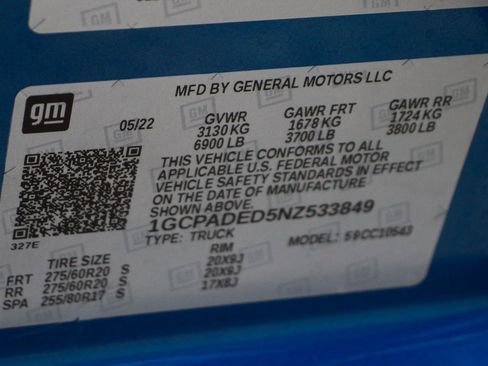 MFD BY GENERAL MOTORS LLC
gm
05/22
GVWR GAWR FRT GAWR RR
3130 KG 1678 KG 1724 KG
6900 LB 3700 LB 3800 LB
THIS VEHICLE CONFORMS TO ALL
APPLICABLE U.S. FEDERAL MOTOR
VEHICLE SAFETY STANDARDS IN EFFECT
ON THE DATE OF MANUFACTURE
SHOWN ABOVE.
1GCPADED5NZ533849
327E
TYPE: TRUCK MODEL: 59CC10543
TIRE SIZE RIM
FRT 275/60R20 S 20X9J
RR 275/60R20 S 20X9J
SPA 255/80R17 S 17X8J